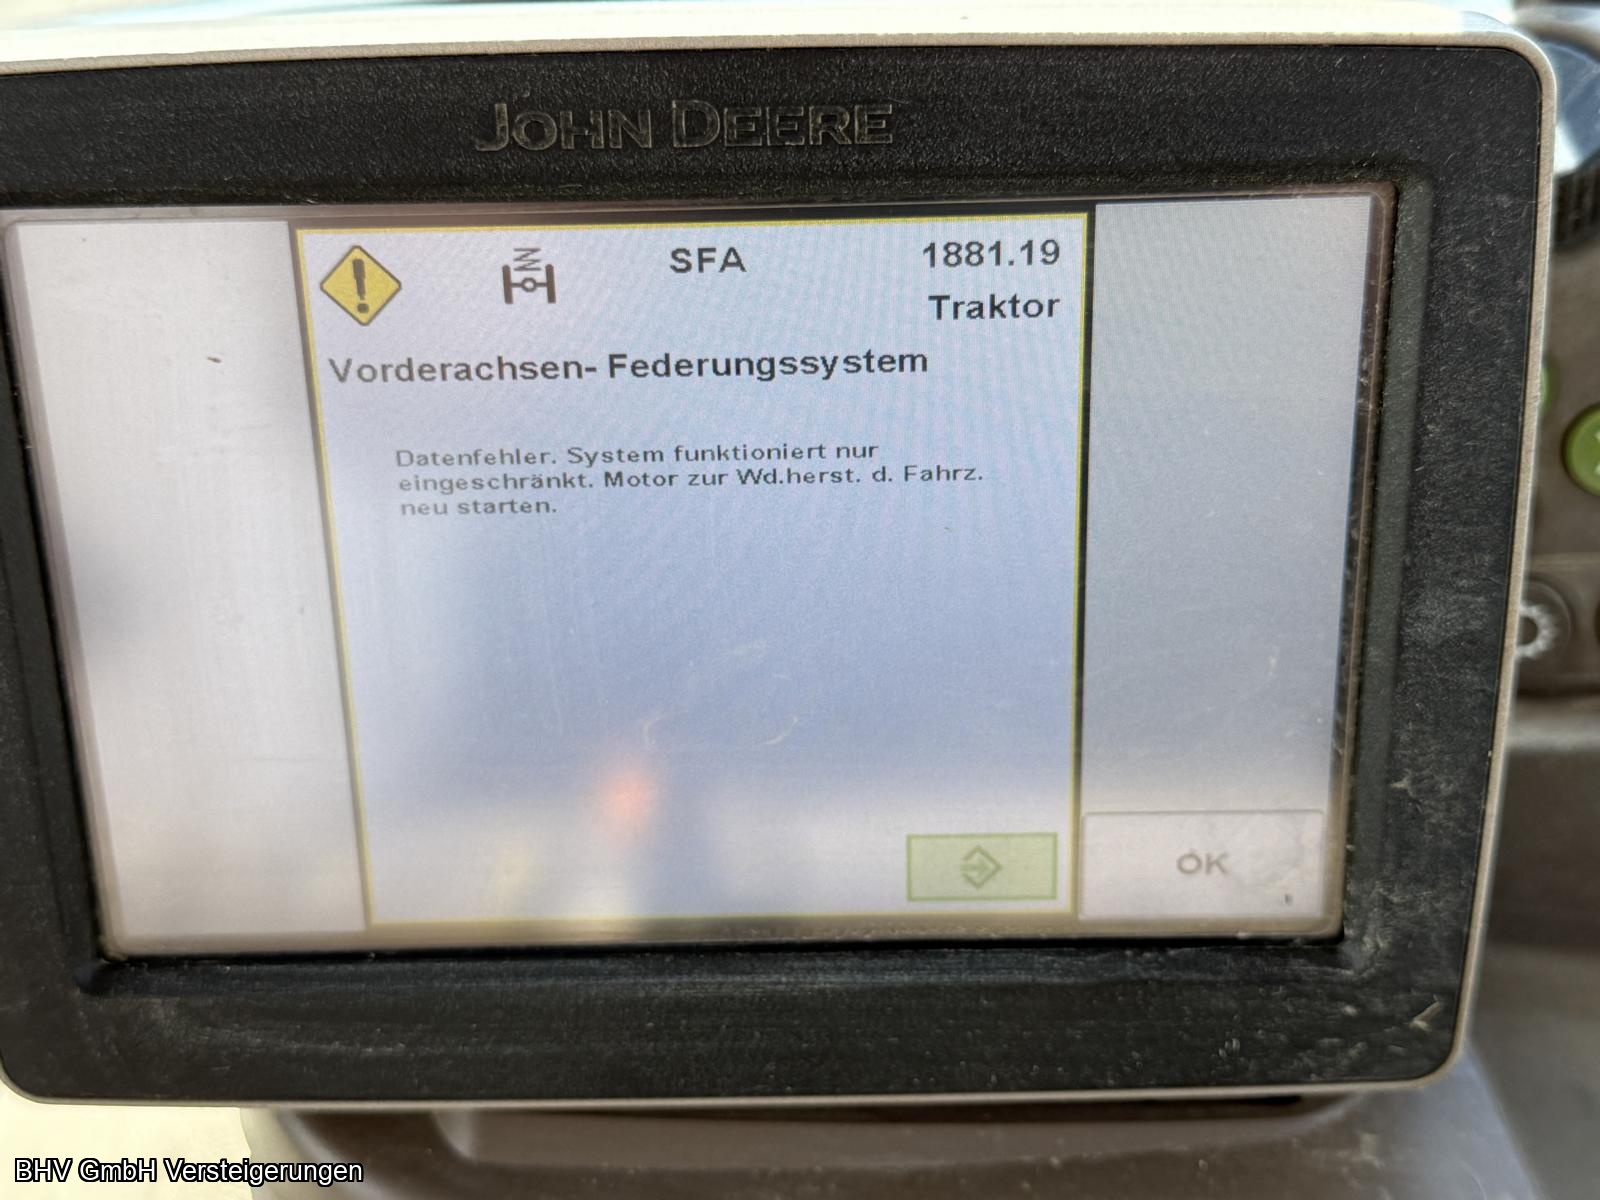 JOHN DEERE
SFA
1881.19
Traktor
Vorderachsen- Federungssystem
Datenfehler. System funktioniert nur
eingeschränkt. Motor zur Wd.herst. d. Fahrz.
neu starten.
OK
BHV GmbH Versteigerungen